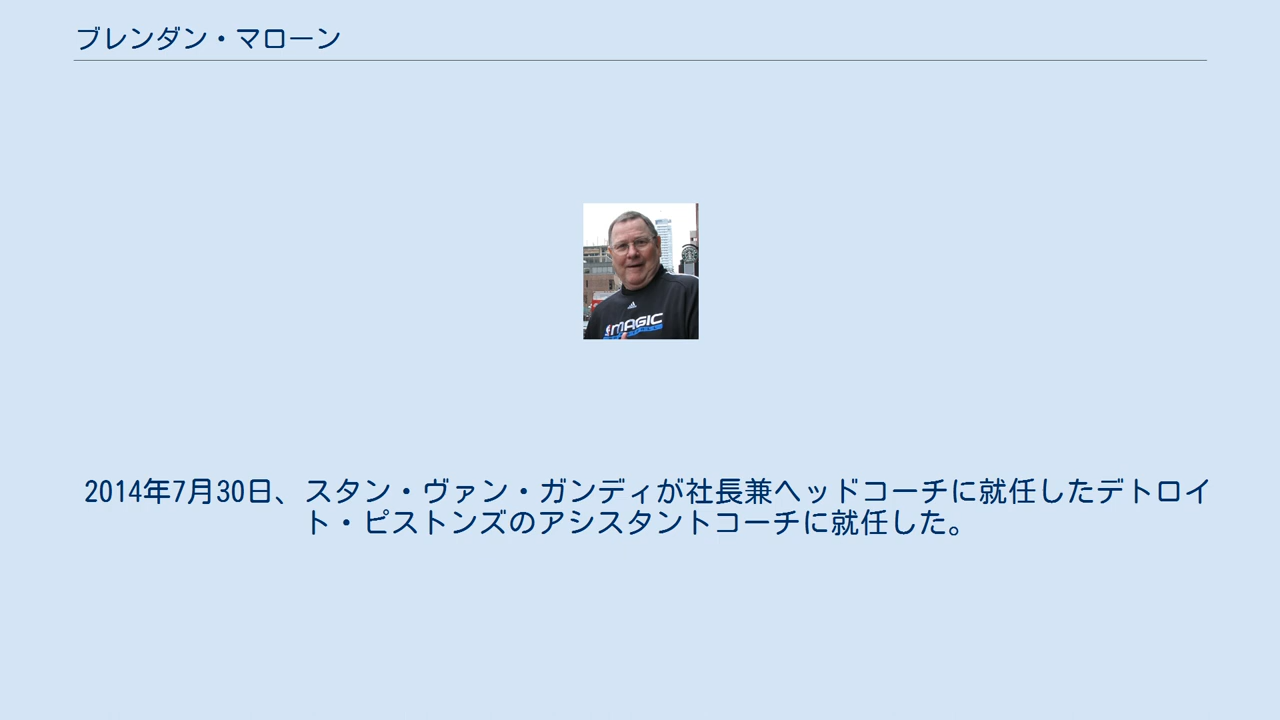 ブレンダン・マローン
MAGIC
2014年7月30日、スタン・ヴァン・ガンディが社長兼ヘッドコーチに就任したデトロイ
ト・ピストンズのアシスタントコーチに就任した。